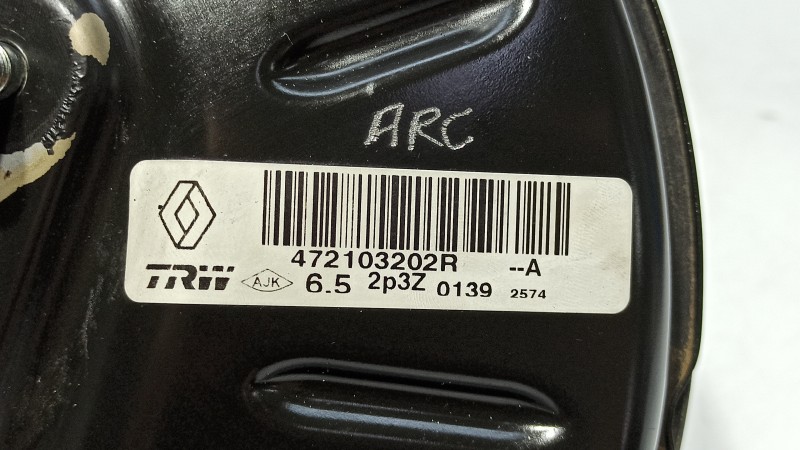 ARC
472103202R --A
TRW AJK 6.5 2p3Z 0139 2574